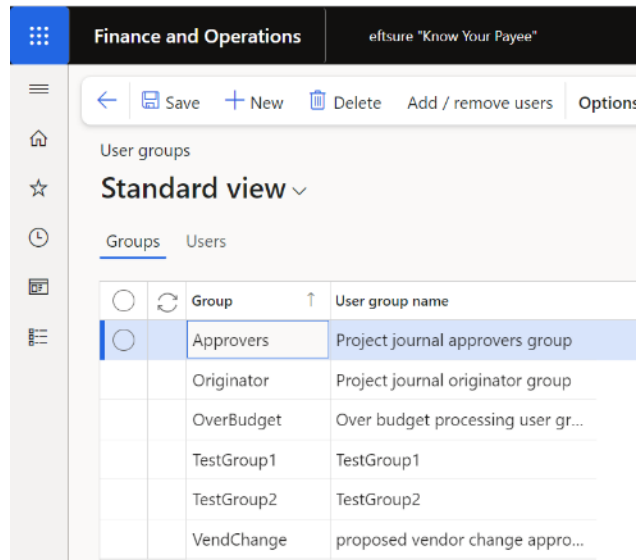 Finance and Operations eftsure "Know Your Payee"
Save New Delete Add / remove users Options
User groups
Standard view
Groups Users
Group User group name
Approvers Project journal approvers group
Originator Project journal originator group
OverBudget Over budget processing user gr...
TestGroup1 TestGroup1
TestGroup2 TestGroup2
VendChange proposed vendor change appro...